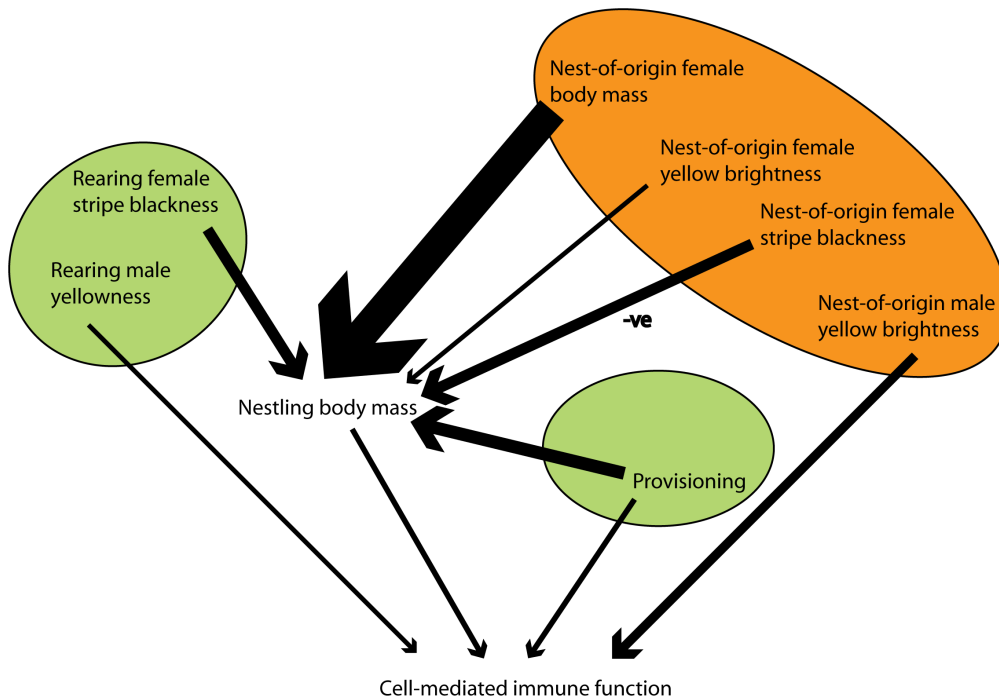 Nest-of-origin female
body mass
Nest-of-origin female
yellow brightness
Rearing female
stripe blackness
Nest-of-origin female
stripe blackness
Rearing male
yellowness
Nest-of-origin male
yellow brightness
-ve
Nestling body mass
Provisioning
Cell-mediated immune function